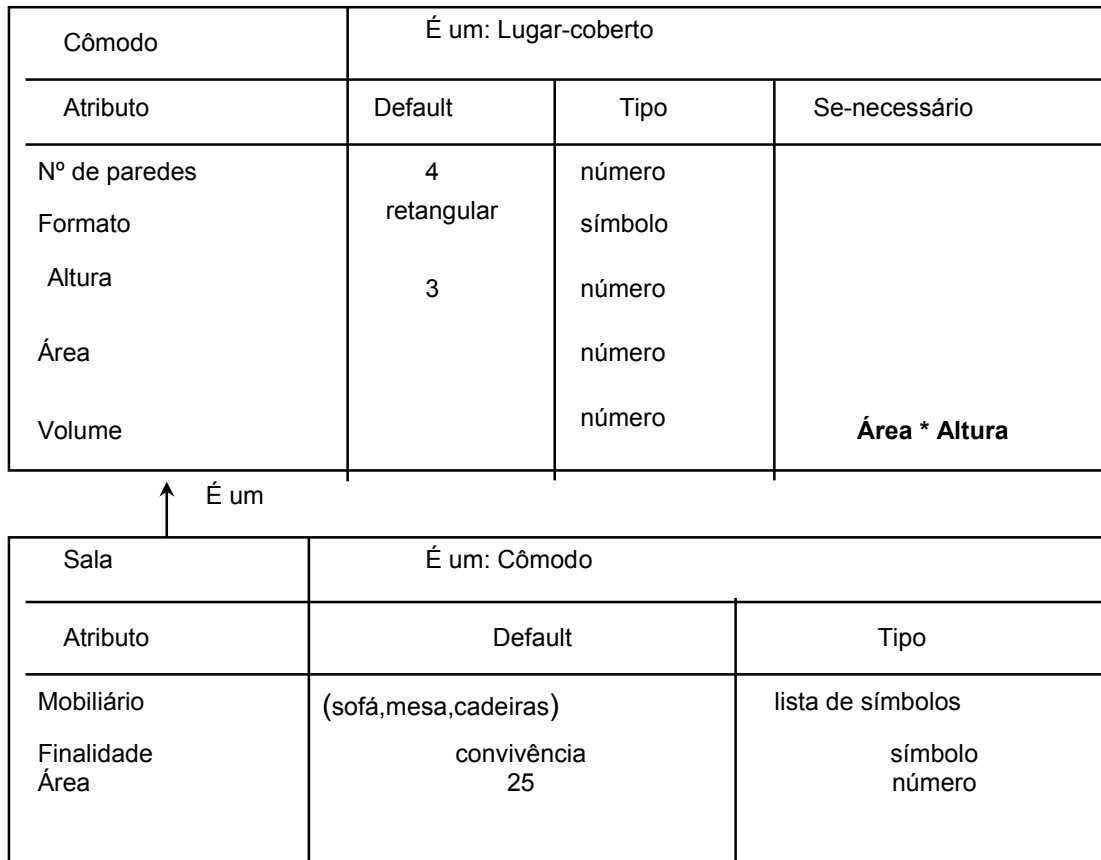 Cômodo É um: Lugar-coberto
Atributo Default Tipo Se-necessário
Nº de paredes 4 número
Formato retangular símbolo
Altura 3 número
Área número
Volume número Área * Altura
É um
Sala É um: Cômodo
Atributo Default Tipo
Mobiliário (sofá,mesa,cadeiras) lista de símbolos
Finalidade convivência símbolo
Área 25 número